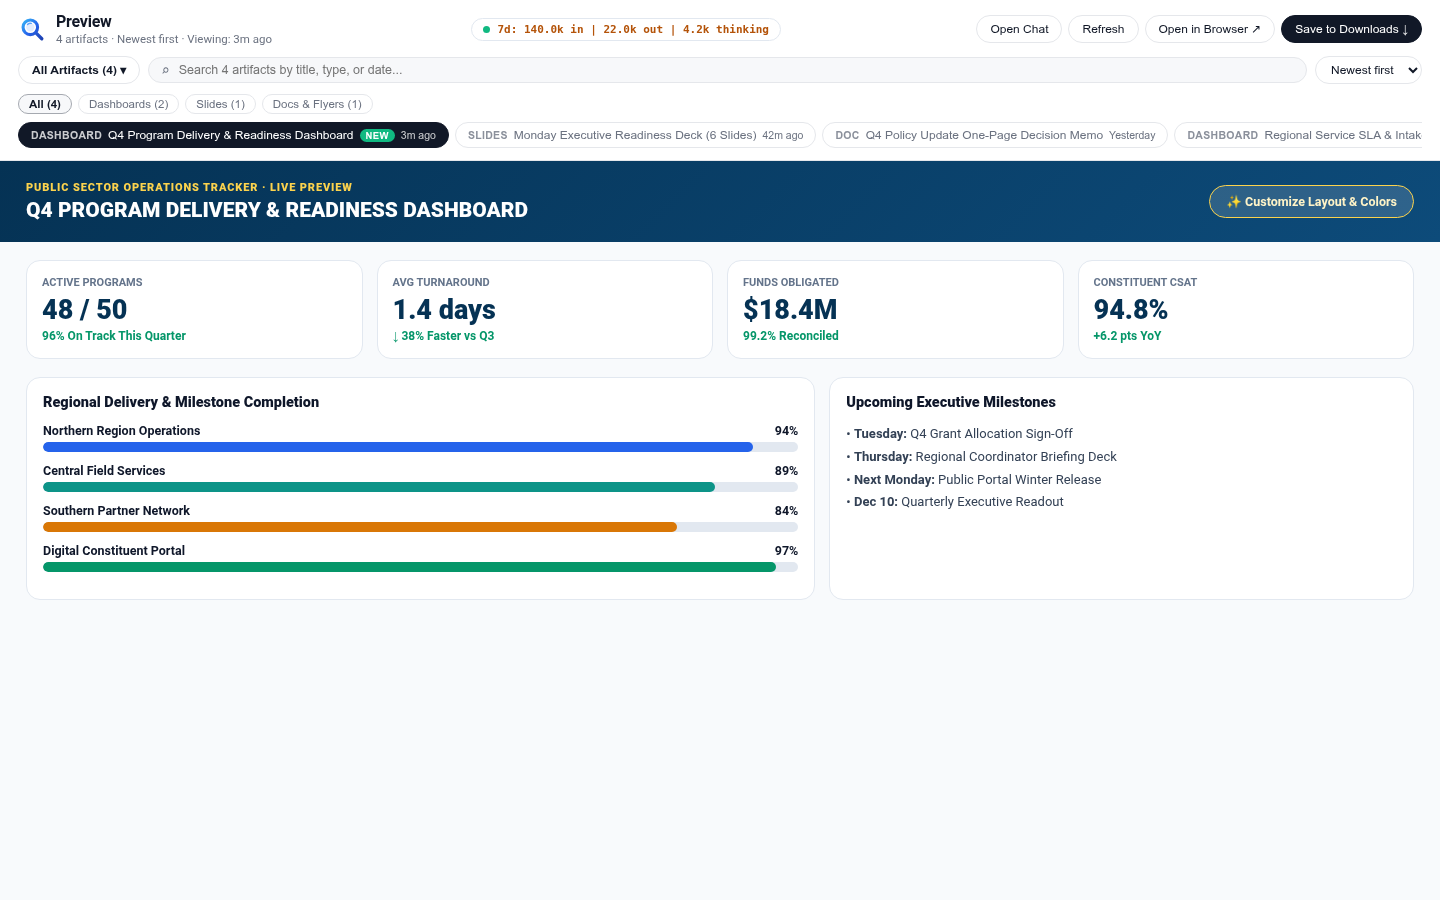 Preview
4 artifacts · Newest first · Viewing: 3m ago
7d: 140.0k in | 22.0k out | 4.2k thinking
Open Chat
Refresh
Open in Browser ↗
Save to Downloads ↓
All Artifacts (4) ▾
Search 4 artifacts by title, type, or date...
Newest first
All (4)
Dashboards (2)
Slides (1)
Docs & Flyers (1)
DASHBOARD Q4 Program Delivery & Readiness Dashboard NEW 3m ago
SLIDES Monday Executive Readiness Deck (6 Slides) 42m ago
DOC Q4 Policy Update One-Page Decision Memo Yesterday
DASHBOARD Regional Service SLA & Intak
PUBLIC SECTOR OPERATIONS TRACKER · LIVE PREVIEW
Q4 PROGRAM DELIVERY & READINESS DASHBOARD
✨ Customize Layout & Colors
ACTIVE PROGRAMS
48 / 50
96% On Track This Quarter
AVG TURNAROUND
1.4 days
↓ 38% Faster vs Q3
FUNDS OBLIGATED
$18.4M
99.2% Reconciled
CONSTITUENT CSAT
94.8%
+6.2 pts YoY
Regional Delivery & Milestone Completion
Northern Region Operations 94%
Central Field Services 89%
Southern Partner Network 84%
Digital Constituent Portal 97%
Upcoming Executive Milestones
• Tuesday: Q4 Grant Allocation Sign-Off
• Thursday: Regional Coordinator Briefing Deck
• Next Monday: Public Portal Winter Release
• Dec 10: Quarterly Executive Readout